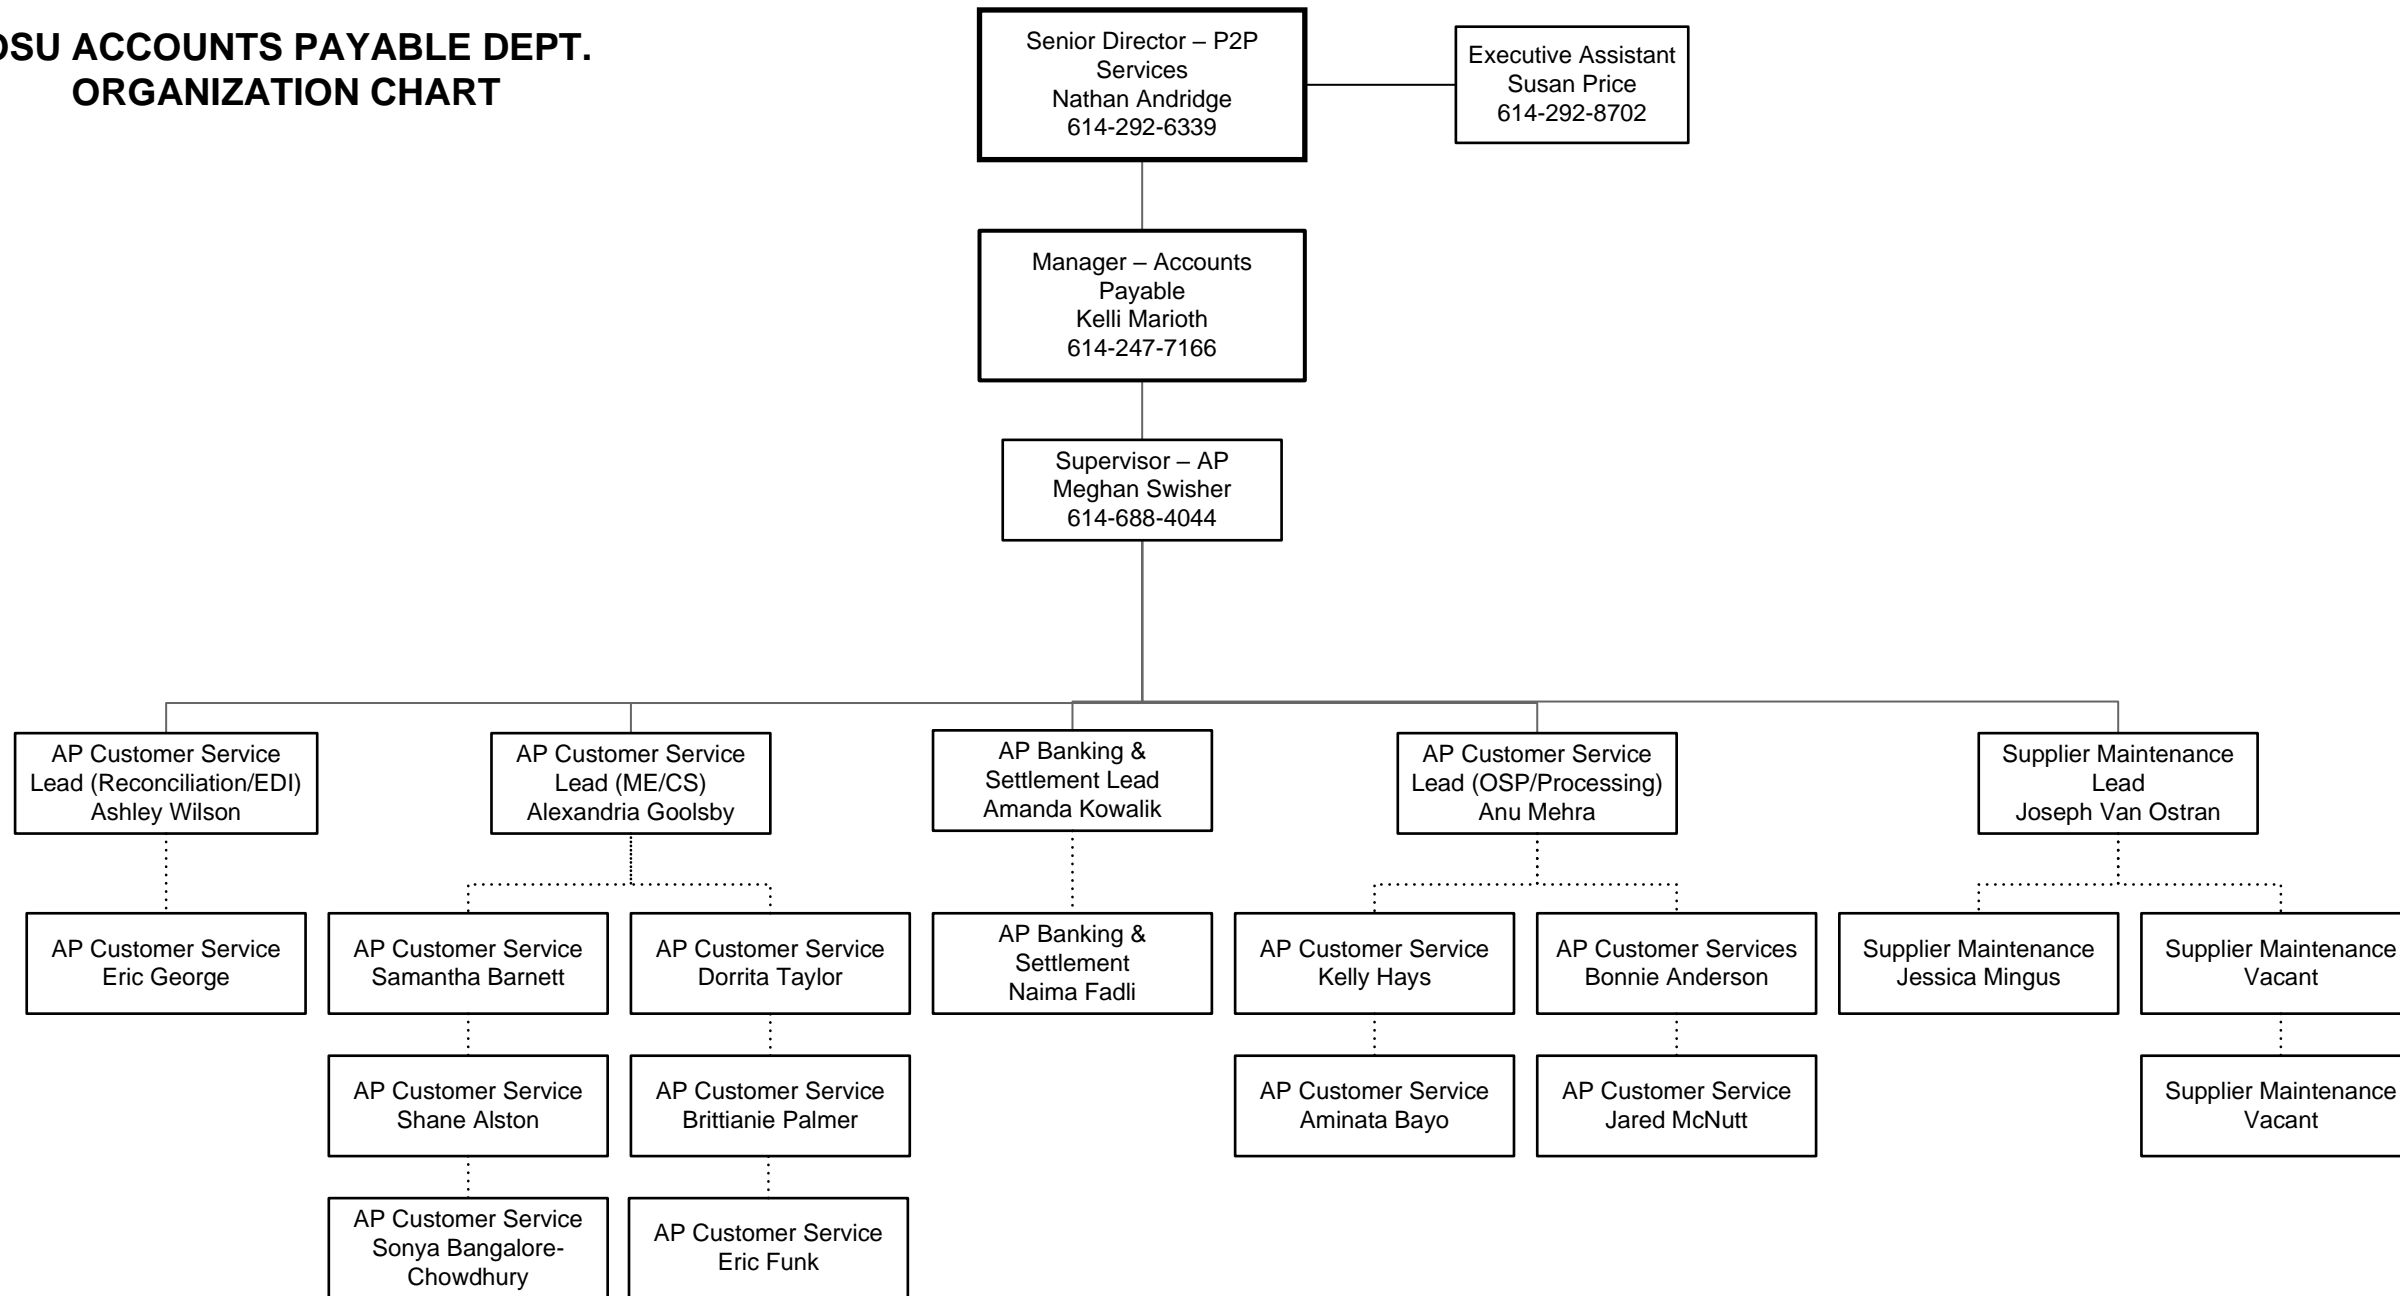 OSU ACCOUNTS PAYABLE DEPT.
ORGANIZATION CHART
Senior Director – P2P
Services
Nathan Andridge
614-292-6339
Executive Assistant
Susan Price
614-292-8702
Manager – Accounts
Payable
Kelli Marioth
614-247-7166
Supervisor – AP
Meghan Swisher
614-688-4044
AP Customer Service
Lead (Reconciliation/EDI)
Ashley Wilson
AP Customer Service
Lead (ME/CS)
Alexandria Goolsby
AP Banking &
Settlement Lead
Amanda Kowalik
AP Customer Service
Lead (OSP/Processing)
Anu Mehra
Supplier Maintenance
Lead
Joseph Van Ostran
AP Customer Service
Eric George
AP Customer Service
Samantha Barnett
AP Customer Service
Dorrita Taylor
AP Banking &
Settlement
Naima Fadli
AP Customer Service
Kelly Hays
AP Customer Services
Bonnie Anderson
Supplier Maintenance
Jessica Mingus
Supplier Maintenance
Vacant
AP Customer Service
Shane Alston
AP Customer Service
Brittianie Palmer
AP Customer Service
Aminata Bayo
AP Customer Service
Jared McNutt
Supplier Maintenance
Vacant
AP Customer Service
Sonya Bangalore-
Chowdhury
AP Customer Service
Eric Funk